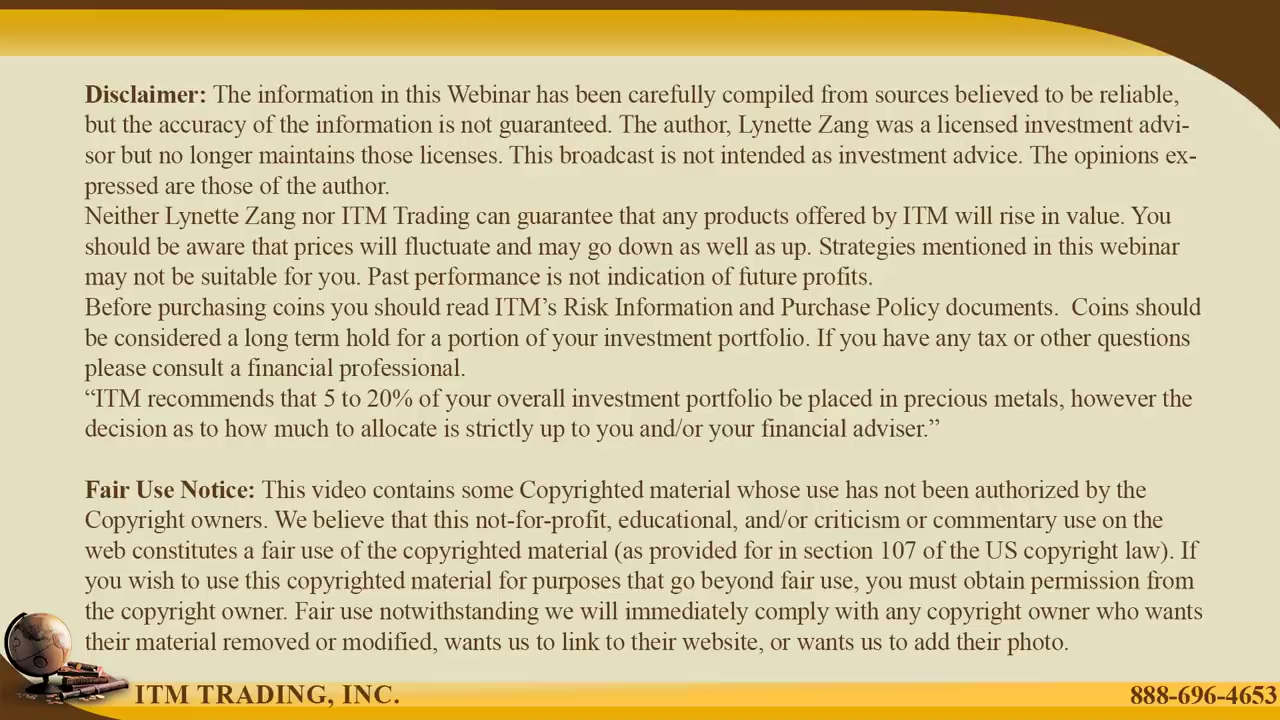 Disclaimer: The information in this Webinar has been carefully compiled from sources believed to be reliable,
but the accuracy of the information is not guaranteed. The author, Lynette Zang was a licensed investment advi-
sor but no longer maintains those licenses. This broadcast is not intended as investment advice. The opinions ex-
pressed are those of the author.
Neither Lynette Zang nor ITM Trading can guarantee that any products offered by ITM will rise in value. You
should be aware that prices will fluctuate and may go down as well as up. Strategies mentioned in this webinar
may not be suitable for you. Past performance is not indication of future profits.
Before purchasing coins you should read ITM’s Risk Information and Purchase Policy documents.  Coins should
be considered a long term hold for a portion of your investment portfolio. If you have any tax or other questions
please consult a financial professional.
“ITM recommends that 5 to 20% of your overall investment portfolio be placed in precious metals, however the
decision as to how much to allocate is strictly up to you and/or your financial adviser.”
Fair Use Notice: This video contains some Copyrighted material whose use has not been authorized by the
Copyright owners. We believe that this not-for-profit, educational, and/or criticism or commentary use on the
web constitutes a fair use of the copyrighted material (as provided for in section 107 of the US copyright law). If
you wish to use this copyrighted material for purposes that go beyond fair use, you must obtain permission from
the copyright owner. Fair use notwithstanding we will immediately comply with any copyright owner who wants
their material removed or modified, wants us to link to their website, or wants us to add their photo.
ITM TRADING, INC.
888-696-4653